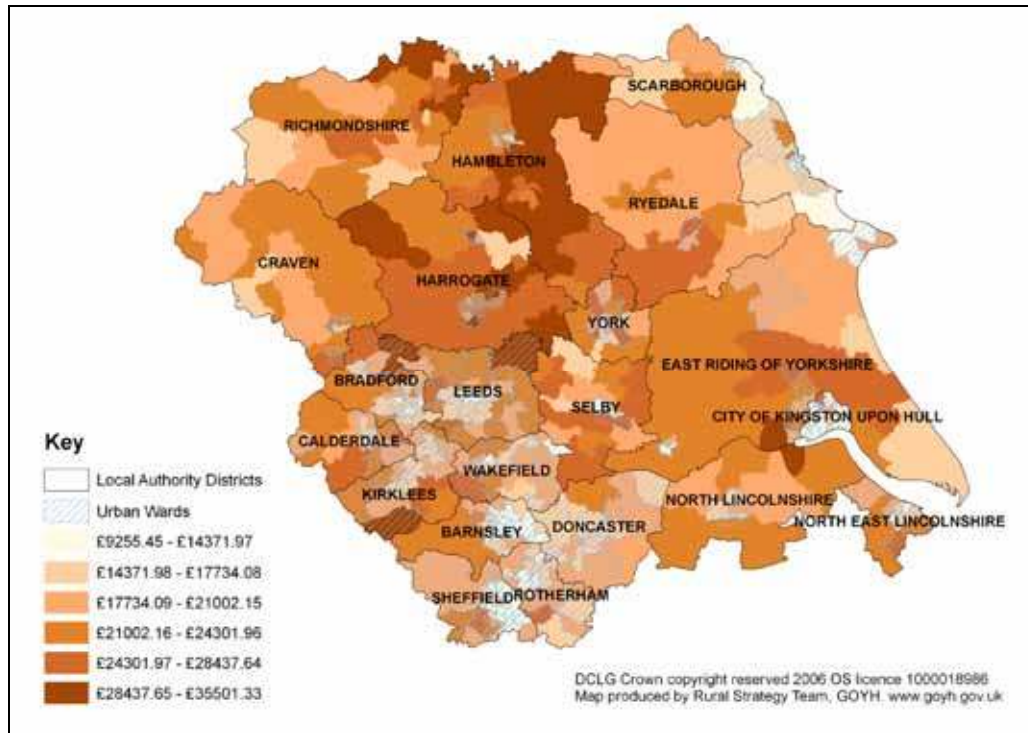 SCARBOROUGH
RICHMONDSHIRE
HAMBLETON
RYEDALE
CRAVEN
HARROGATE
YORK
EAST RIDING OF YORKSHIRE
BRADFORD
LEEDS
SELBY
CITY OF KINGSTON UPON HULL
CALDERDALE
WAKEFIELD
KIRKLEES
NORTH LINCOLNSHIRE
BARNSLEY
DONCASTER
NORTH EAST LINCOLNSHIRE
SHEFFIELD
ROTHERHAM
Key
Local Authority Districts
Urban Wards
£9255.45 - £14371.97
£14371.98 - £17734.08
£17734.09 - £21002.15
£21002.16 - £24301.96
£24301.97 - £28437.64
£28437.65 - £35501.33
DCLG Crown copyright reserved 2006 OS licence 1000018986
Map produced by Rural Strategy Team, GOYH. www.goyh.gov.uk